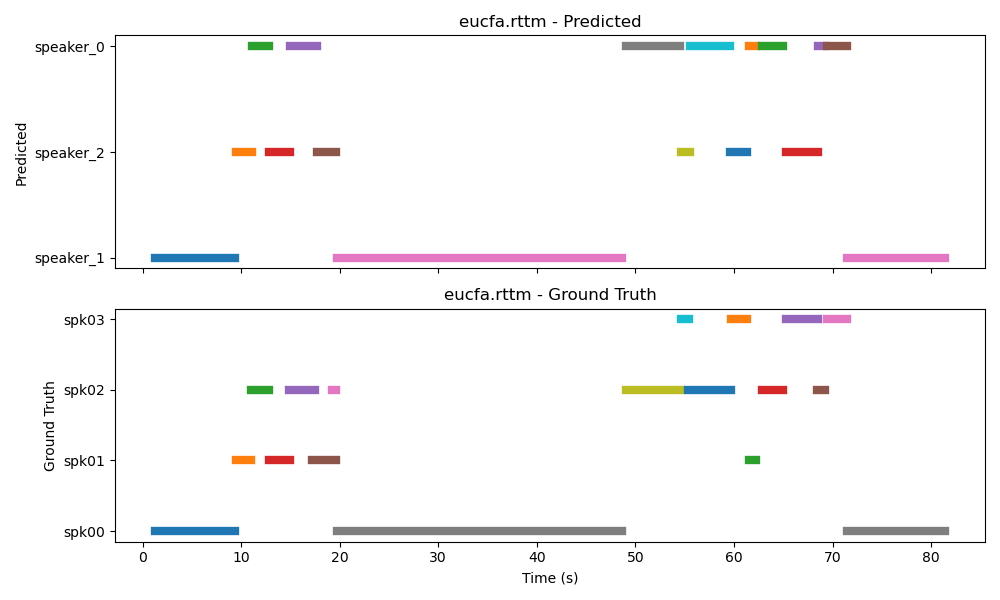 eucfa.rttm - Predicted
speaker_0
speaker_2
speaker_1
Predicted
eucfa.rttm - Ground Truth
spk03
spk02
spk01
spk00
Ground Truth
0 10 20 30 40 50 60 70 80
Time (s)